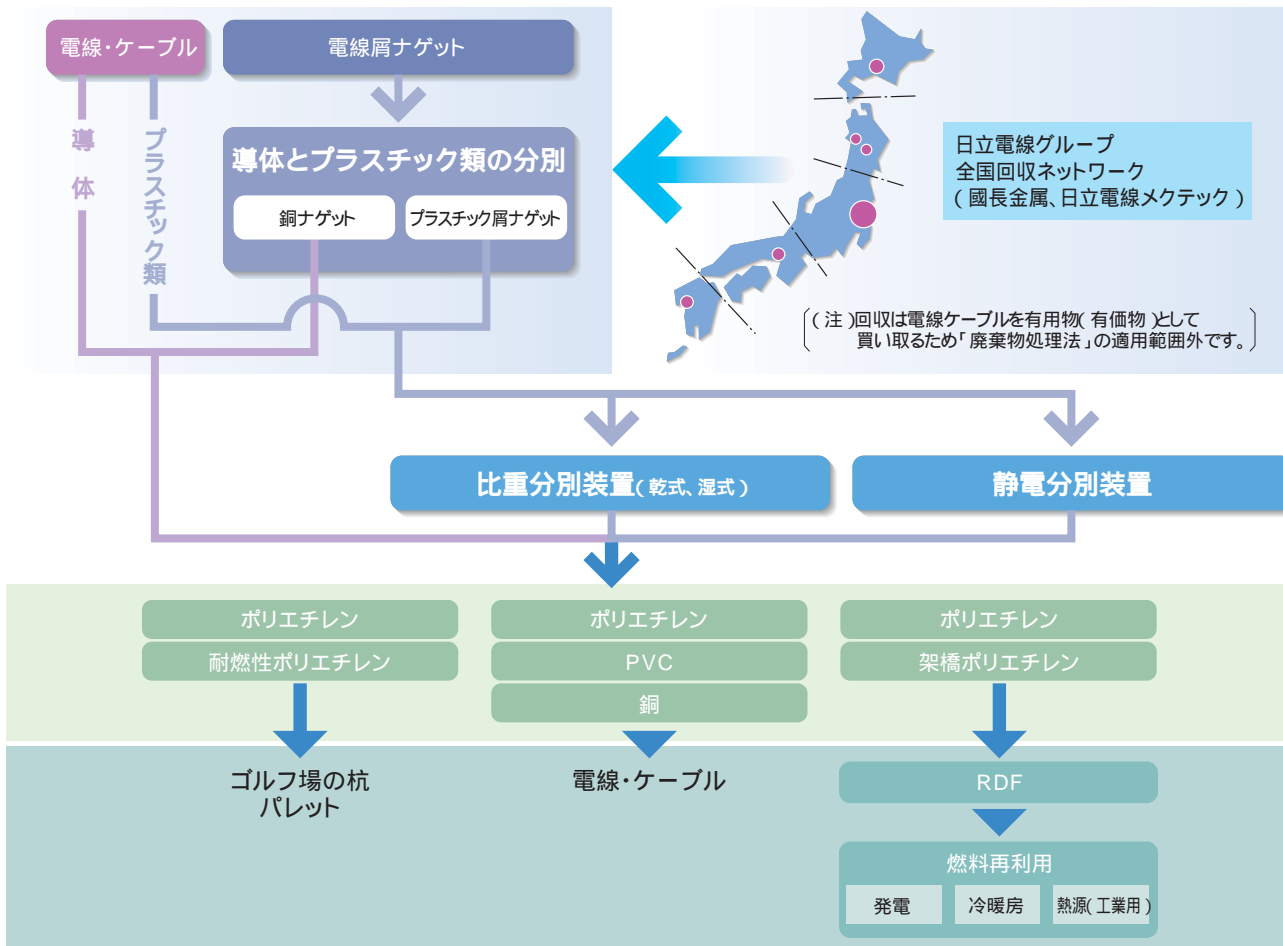 電線・ケーブル
電線屑ナゲット
導体
プラスチック類
導体とプラスチック類の分別
銅ナゲット
プラスチック屑ナゲット
日立電線グループ
全国回収ネットワーク
(國長金属、日立電線メクテック)
(注)回収は電線ケーブルを有用物(有価物)として
買い取るため「廃棄物処理法」の適用範囲外です。
比重分別装置(乾式、湿式)
静電分別装置
ポリエチレン
耐燃性ポリエチレン
ポリエチレン
PVC
銅
ポリエチレン
架橋ポリエチレン
ゴルフ場の杭
パレット
電線・ケーブル
RDF
燃料再利用
発電
冷暖房
熱源(工業用)